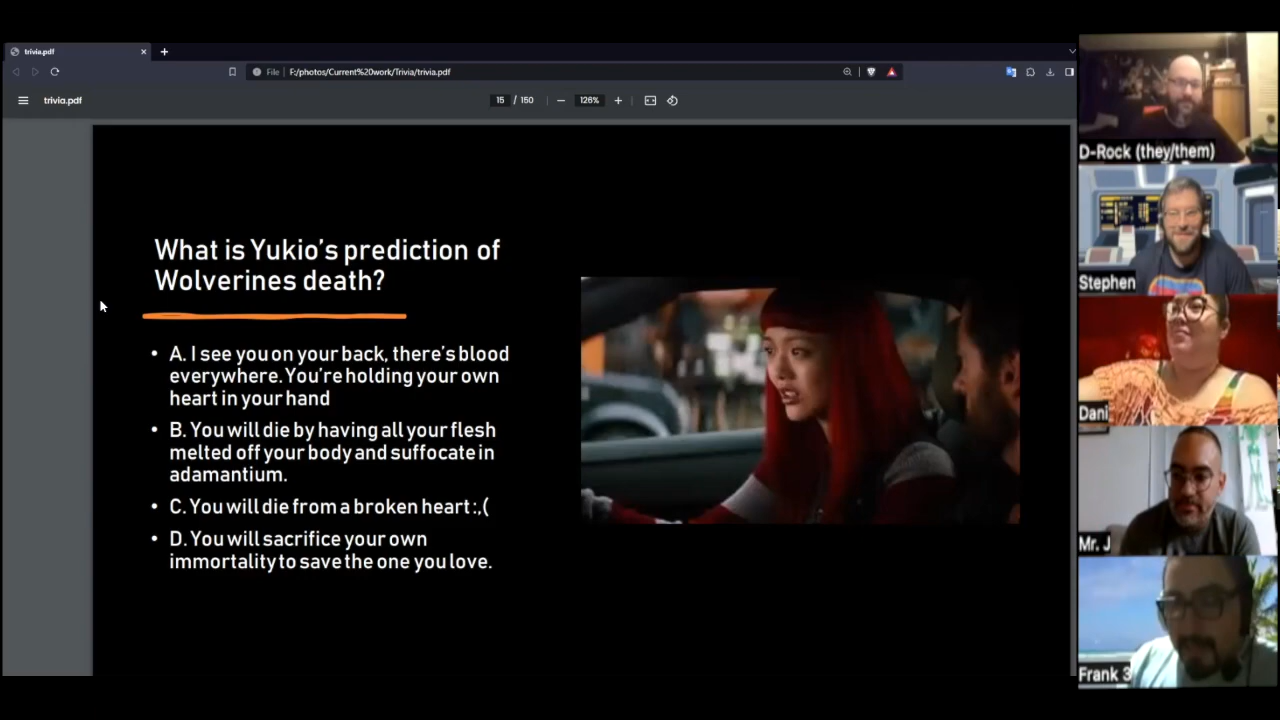 trivia.pdf
File F:/photos/Current%20work/Trivia/trivia.pdf
trivia.pdf 15 / 150 126%
What is Yukio’s prediction of
Wolverines death?
• A. I see you on your back, there’s blood
everywhere. You’re holding your own
heart in your hand
• B. You will die by having all your flesh
melted off your body and suffocate in
adamantium.
• C. You will die from a broken heart :,(
• D. You will sacrifice your own
immortality to save the one you love.
D-Rock (they/them)
Stephen
Dani
Mr. J
Frank 3